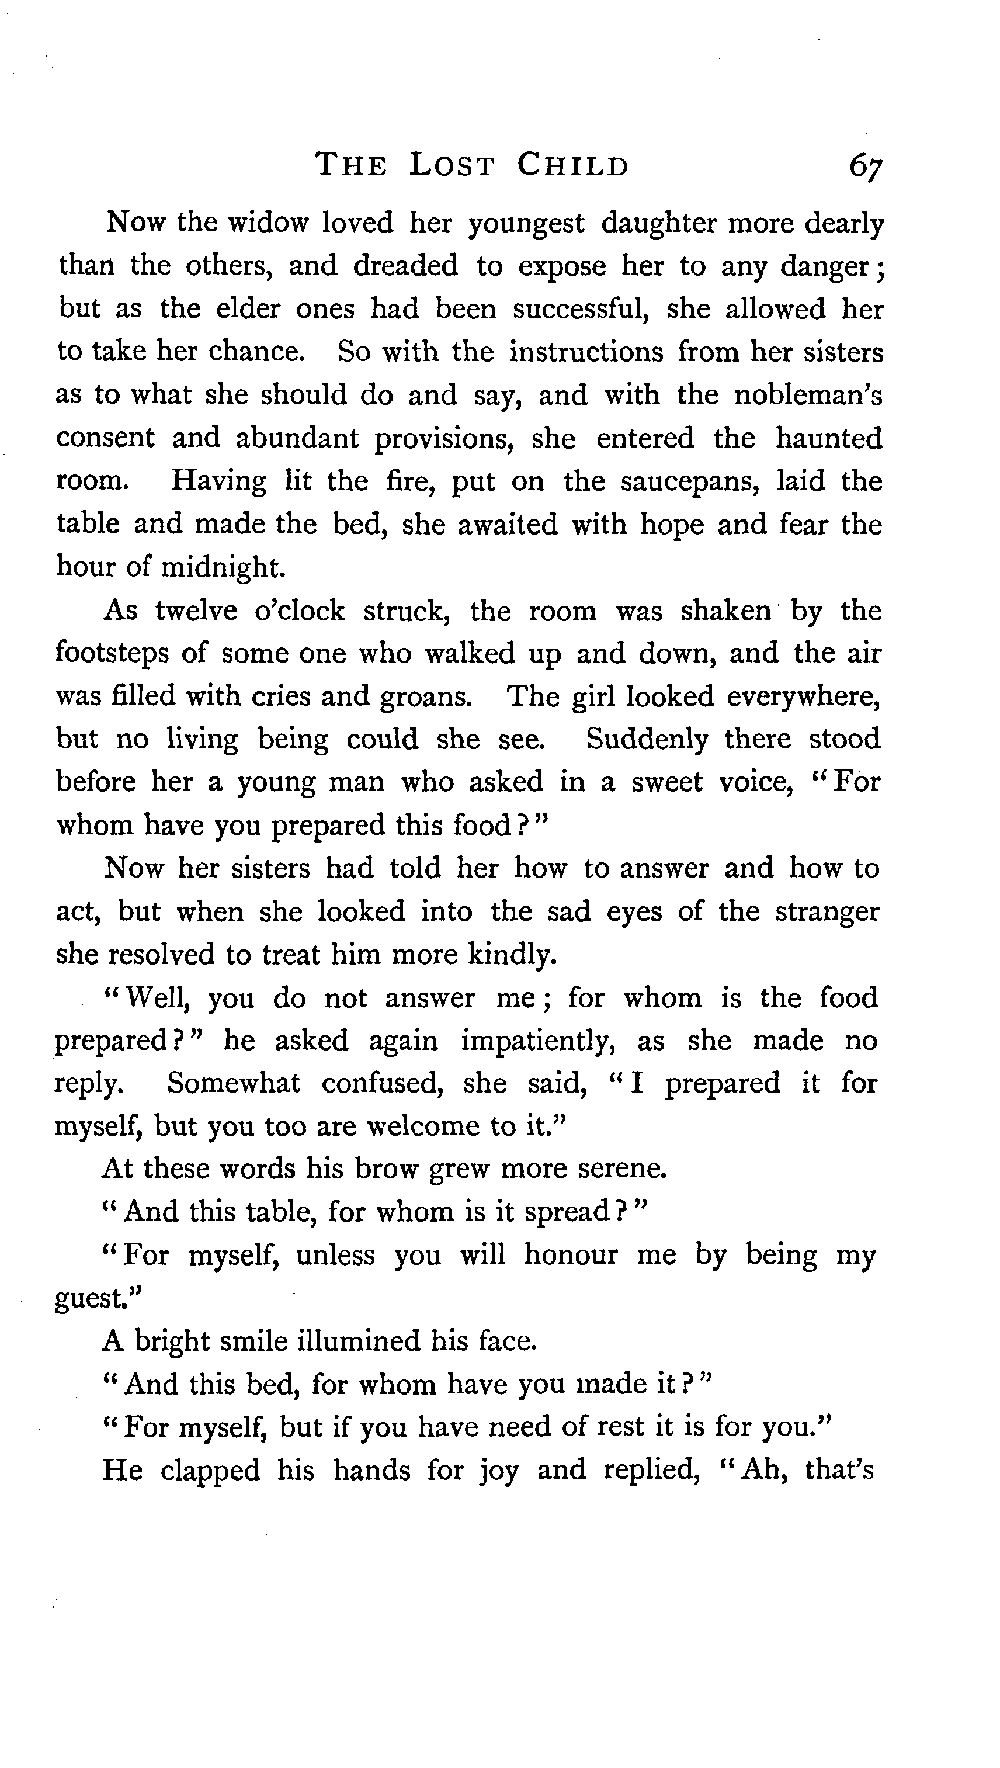 THE LOST CHILD 67
Now the widow loved her youngest daughter more dearly
than the others, and dreaded to expose her to any danger;
but as the elder ones had been successful, she allowed her
to take her chance. So with the instructions from her sisters
as to what she should do and say, and with the nobleman's
consent and abundant provisions, she entered the haunted
room. Having lit the fire, put on the saucepans, laid the
table and made the bed, she awaited with hope and fear the
hour of midnight.
As twelve o'clock struck, the room was shaken by the
footsteps of some one who walked up and down, and the air
was filled with cries and groans. The girl looked everywhere,
but no living being could she see. Suddenly there stood
before her a young man who asked in a sweet voice, "For
whom have you prepared this food?"
Now her sisters had told her how to answer and how to
act, but when she looked into the sad eyes of the stranger
she resolved to treat him more kindly.
"Well, you do not answer me; for whom is the food
prepared?" he asked again impatiently, as she made no
reply. Somewhat confused, she said, "I prepared it for
myself, but you too are welcome to it."
At these words his brow grew more serene.
"And this table, for whom is it spread?"
"For myself, unless you will honour me by being my
guest."
A bright smile illumined his face.
"And this bed, for whom have you made it?"
"For myself, but if you have need of rest it is for you."
He clapped his hands for joy and replied, "Ah, that's